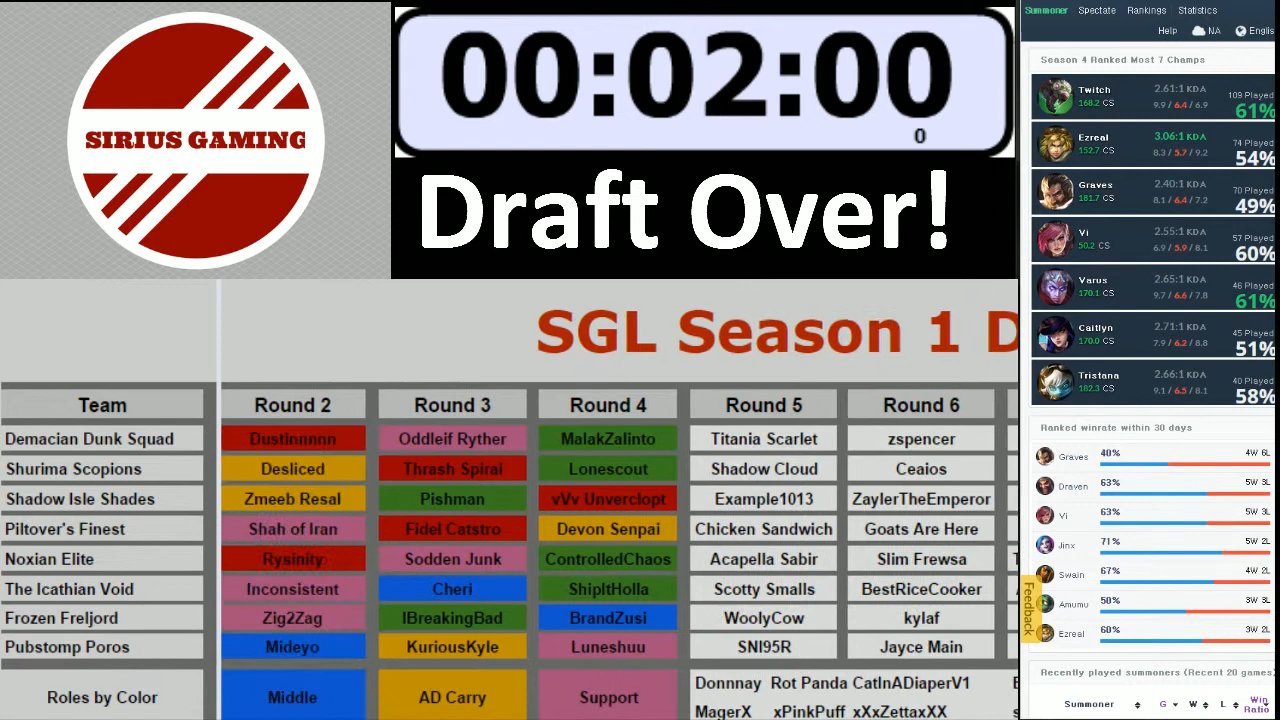 SIRIUS GAMING
00:02:00
0
Draft Over!
SGL Season 1 D
Team Round 2 Round 3 Round 4 Round 5 Round 6
Demacian Dunk Squad Dustinnnnn Oddleif Ryther MalakZalinto Titania Scarlet zspencer
Shurima Scopions Desliced Thrash Spirai Lonescout Shadow Cloud Ceaios
Shadow Isle Shades Zmeeb Resal Pishman vVv Unverclopt Example1013 ZaylerTheEmperor
Piltover's Finest Shah of Iran Fidel Catstro Devon Senpai Chicken Sandwich Goats Are Here
Noxian Elite Rysinity Sodden Junk ControlledChaos Acapella Sabir Slim Frewsa
The Icathian Void Inconsistent Cheri ShipItHolla Scotty Smalls BestRiceCooker
Frozen Freljord Zig2Zag IBreakingBad BrandZusi WoolyCow kylaf
Pubstomp Poros Mideyo KuriousKyle Luneshuu SNI95R Jayce Main
Roles by Color Middle AD Carry Support
Donnnay Rot Panda CatInADiaperV1
MagerX xPinkPuff xXxZettaxXX
Summoner Spectate Rankings Statistics
Help NA Englis
Season 4 Ranked Most 7 Champs
Twitch 2.61:1 KDA 109 Played
168.2 CS 9.9 / 6.4 / 6.9 61%
Ezreal 3.06:1 KDA 74 Played
152.7 CS 8.3 / 5.7 / 9.2 54%
Graves 2.40:1 KDA 70 Played
181.7 CS 8.1 / 6.4 / 7.2 49%
Vi 2.55:1 KDA 57 Played
50.2 CS 6.9 / 5.9 / 8.1 60%
Varus 2.65:1 KDA 46 Played
170.1 CS 9.7 / 6.6 / 7.8 61%
Caitlyn 2.71:1 KDA 45 Played
170.0 CS 7.9 / 6.2 / 8.8 51%
Tristana 2.66:1 KDA 40 Played
182.3 CS 9.1 / 6.5 / 8.1 58%
Ranked winrate within 30 days
Graves 40% 4W 6L
Draven 63% 5W 3L
Vi 63% 5W 3L
Jinx 71% 5W 2L
Swain 67% 4W 2L
Amumu 50% 3W 3L
Ezreal 60% 3W 2L
Feedback
Recently played summoners (Recent 20 games)
Summoner G W L Win Ratio